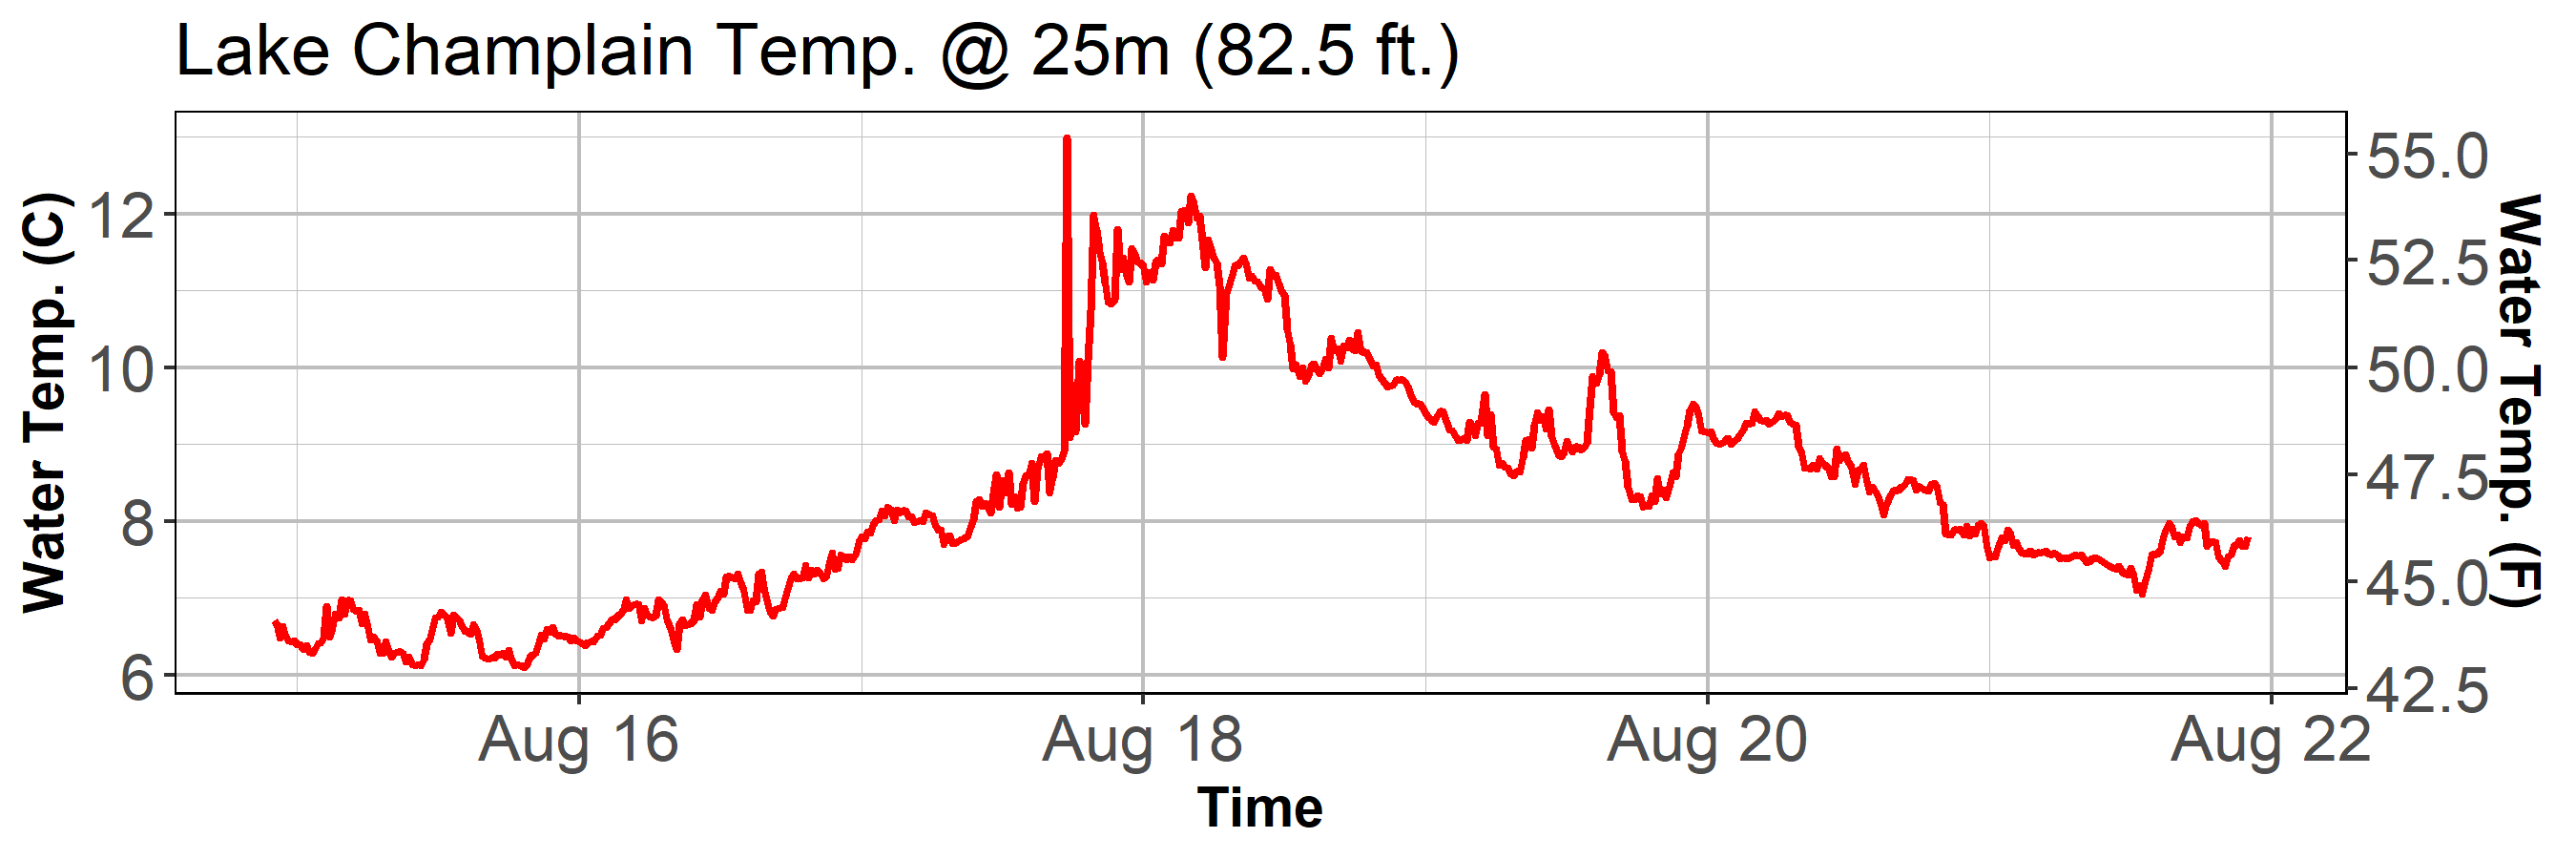 Lake Champlain Temp. @ 25m (82.5 ft.)
Water Temp. (C)
12
10
8
6
55.0
52.5
50.0
47.5
45.0
42.5
Water Temp. (F)
Aug 16 Aug 18 Aug 20 Aug 22
Time